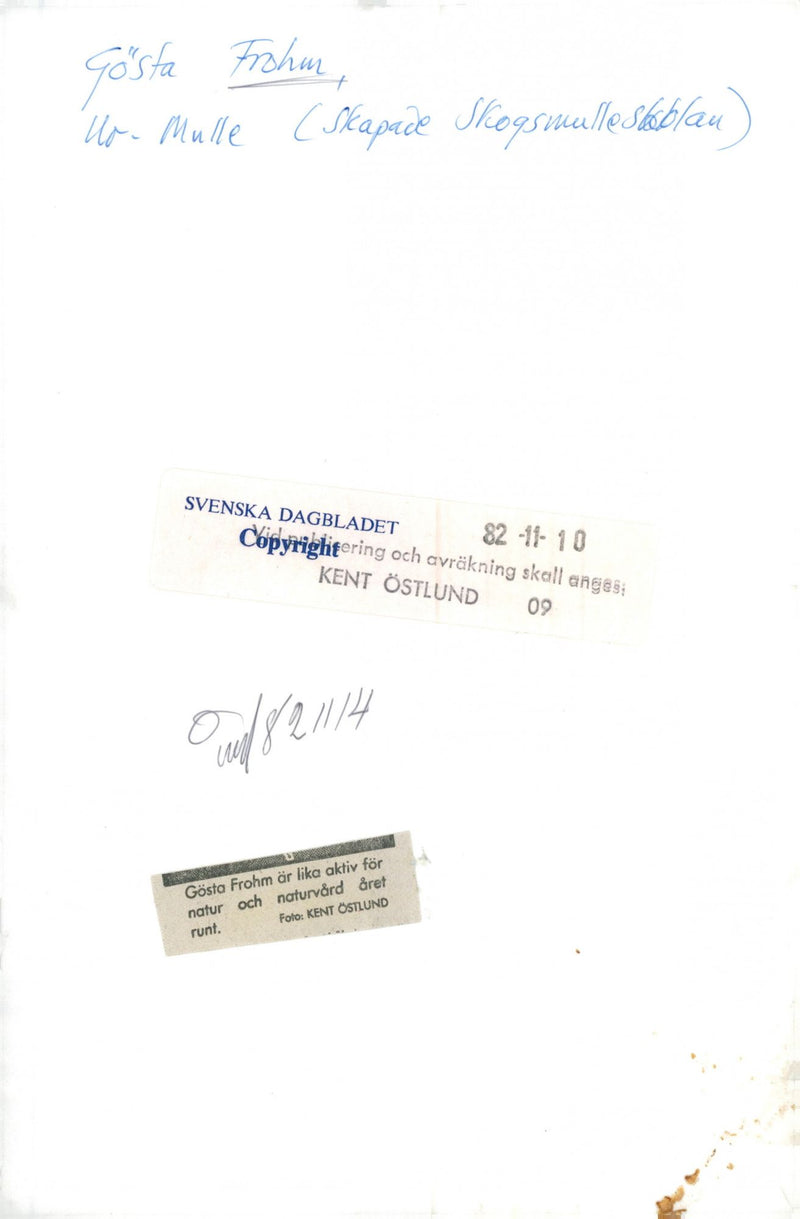 Gösta Frohm,
Ur-Mulle (skapade Skogsmulleskolan)
SVENSKA DAGBLADET
Copyright
82 -11- 10
Vid publicering och avräkning skall anges:
KENT ÖSTLUND 09
821114
Gösta Frohm är lika aktiv för
natur och naturvård året
runt. Foto: KENT ÖSTLUND